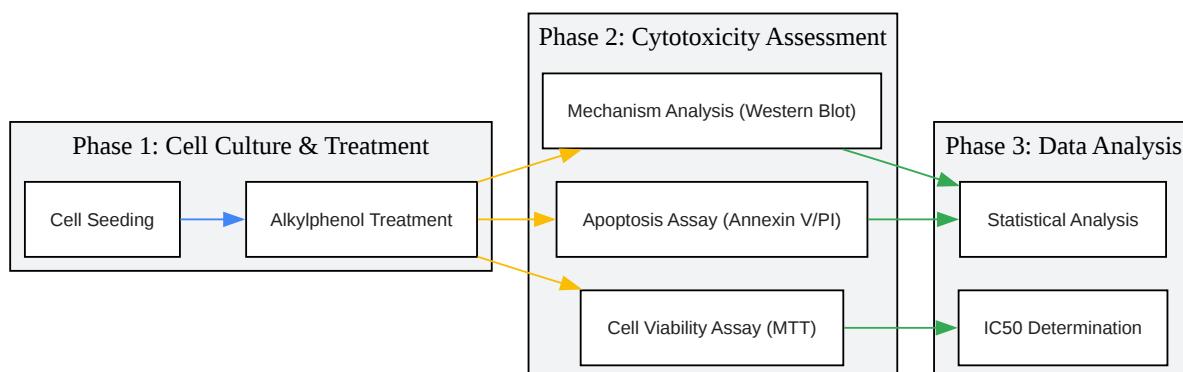 Phase 1: Cell Culture & Treatment
Cell Seeding
Alkylphenol Treatment
Phase 2: Cytotoxicity Assessment
Mechanism Analysis (Western Blot)
Apoptosis Assay (Annexin V/PI)
Cell Viability Assay (MTT)
Phase 3: Data Analysis
Statistical Analysis
IC50 Determination